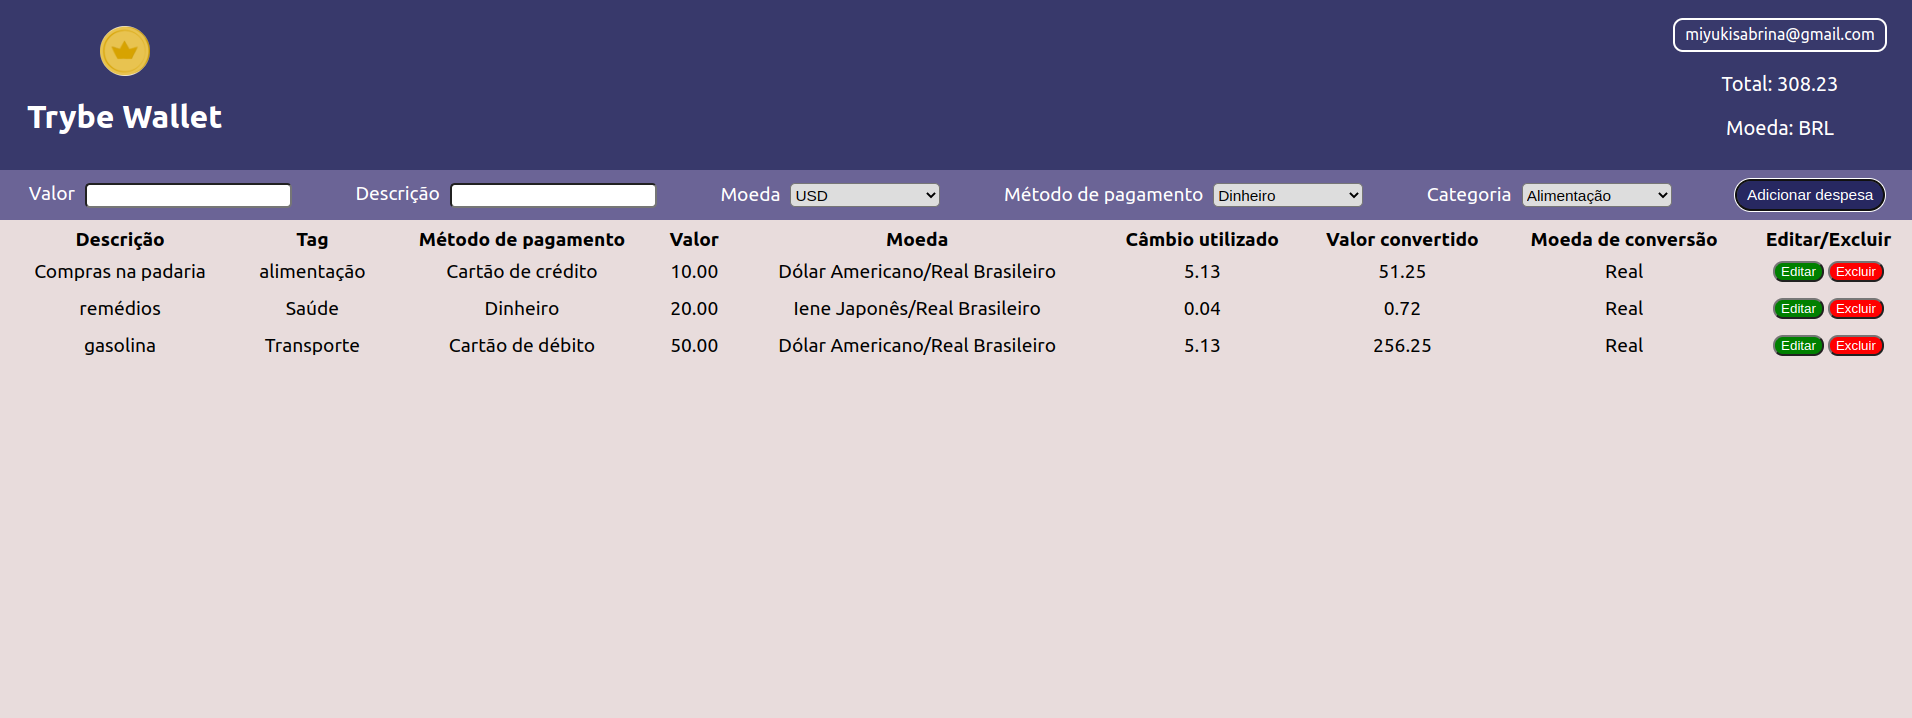 Trybe Wallet
miyukisabrina@gmail.com
Total: 308.23
Moeda: BRL
Valor Descrição Moeda USD Método de pagamento Dinheiro Categoria Alimentação Adicionar despesa
Descrição Tag Método de pagamento Valor Moeda Câmbio utilizado Valor convertido Moeda de conversão Editar/Excluir
Compras na padaria alimentação Cartão de crédito 10.00 Dólar Americano/Real Brasileiro 5.13 51.25 Real Editar Excluir
remédios Saúde Dinheiro 20.00 Iene Japonês/Real Brasileiro 0.04 0.72 Real Editar Excluir
gasolina Transporte Cartão de débito 50.00 Dólar Americano/Real Brasileiro 5.13 256.25 Real Editar Excluir